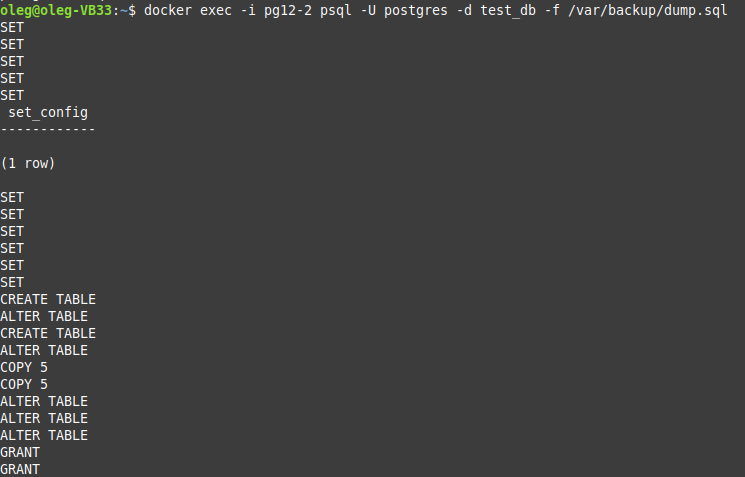 oleg@oleg-VB33:~$ docker exec -i pg12-2 psql -U postgres -d test_db -f /var/backup/dump.sql
SET
SET
SET
SET
SET
 set_config
------------

(1 row)

SET
SET
SET
SET
SET
SET
CREATE TABLE
ALTER TABLE
CREATE TABLE
ALTER TABLE
COPY 5
COPY 5
ALTER TABLE
ALTER TABLE
ALTER TABLE
GRANT
GRANT